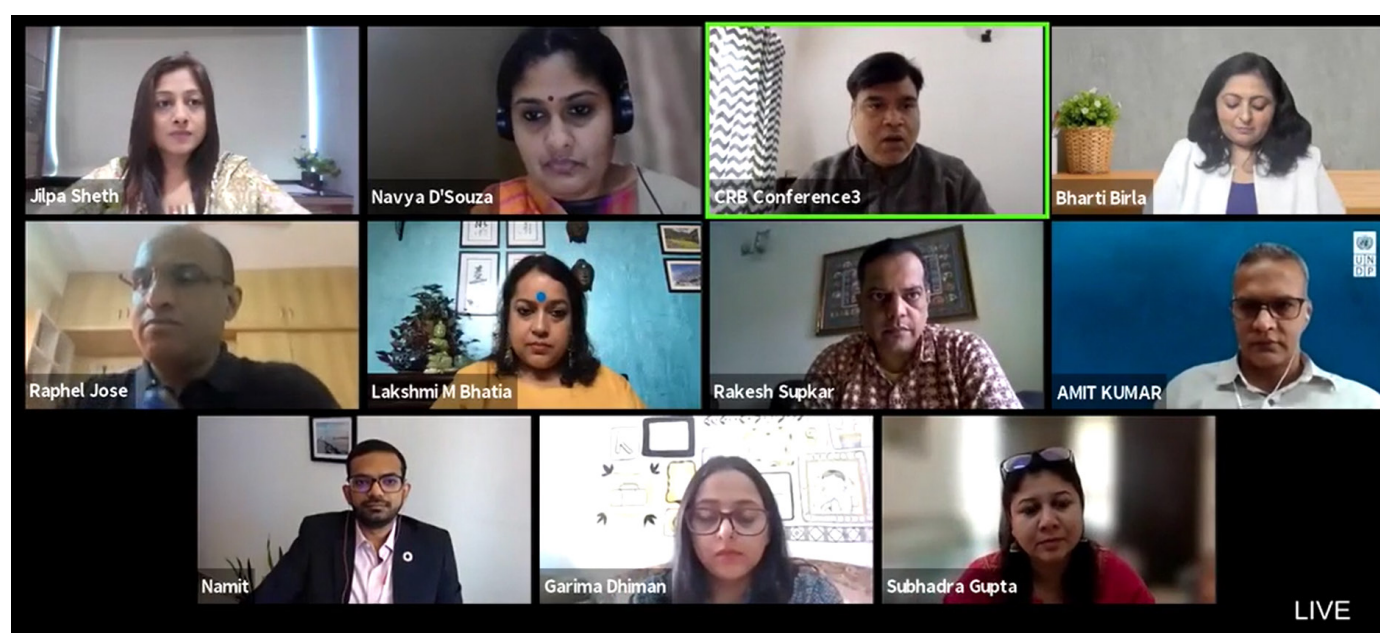 Jilpa Sheth
Navya D'Souza
CRB Conference3
Bharti Birla
Raphel Jose
Lakshmi M Bhatia
Rakesh Supkar
U N
D P
AMIT KUMAR
Namit
Garima Dhiman
Subhadra Gupta
LIVE